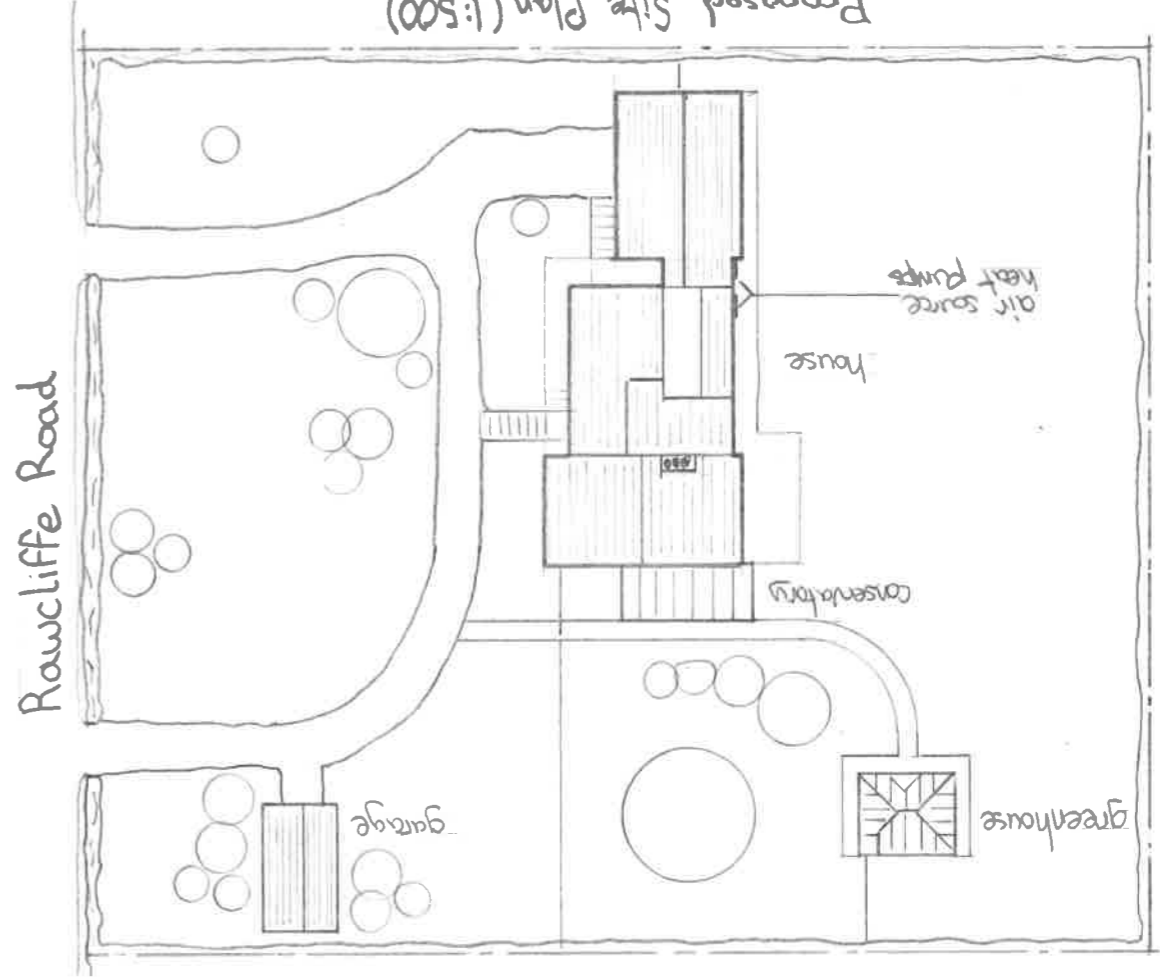 Proposed Site Plan (1:500)
Rawcliffe Road
air source
heat pumps
house
conservatory
greenhouse
garage